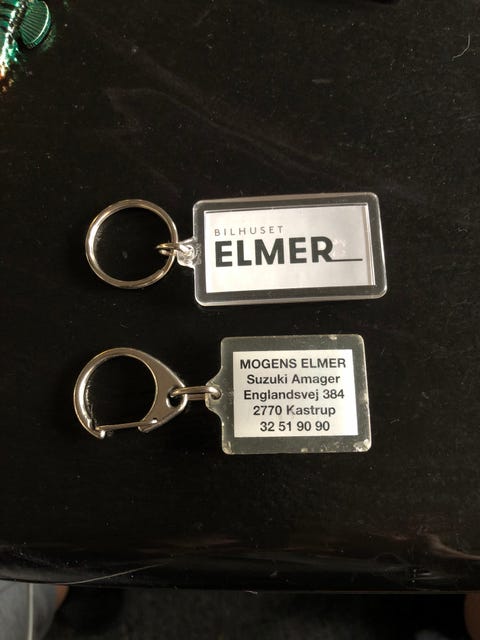 BILHUSET
ELMER
MOGENS ELMER
Suzuki Amager
Englandsvej 384
2770 Kastrup
32 51 90 90